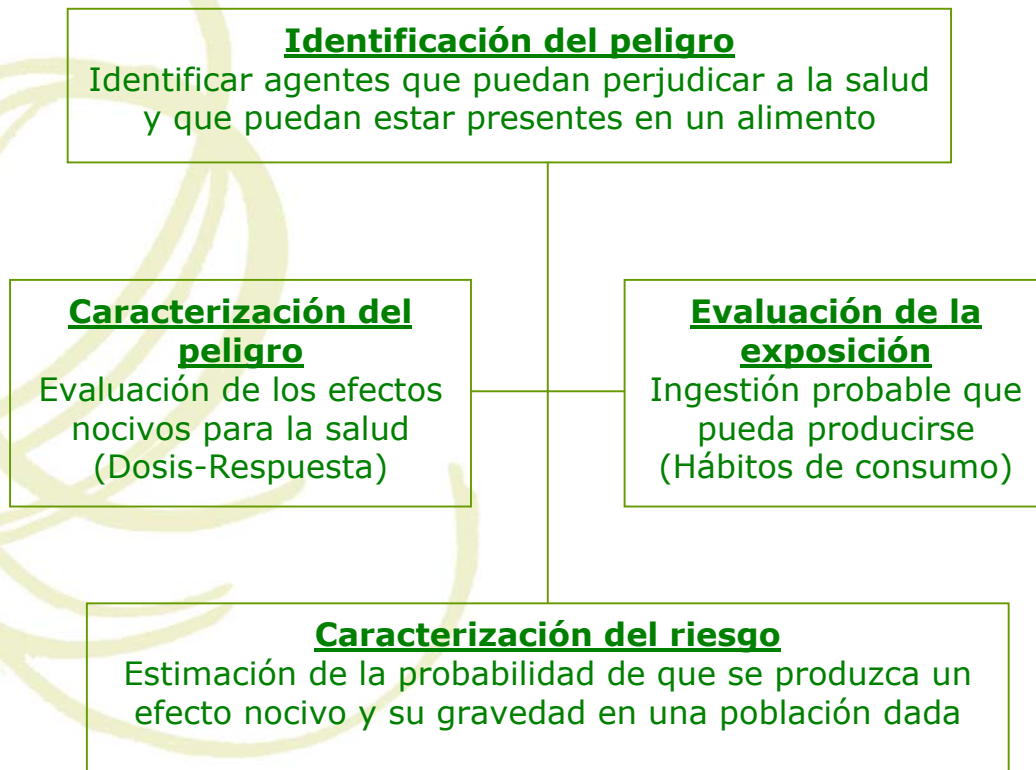 Identificación del peligro
Identificar agentes que puedan perjudicar a la salud
y que puedan estar presentes en un alimento
Caracterización del
peligro
Evaluación de los efectos
nocivos para la salud
(Dosis-Respuesta)
Evaluación de la
exposición
Ingestión probable que
pueda producirse
(Hábitos de consumo)
Caracterización del riesgo
Estimación de la probabilidad de que se produzca un
efecto nocivo y su gravedad en una población dada